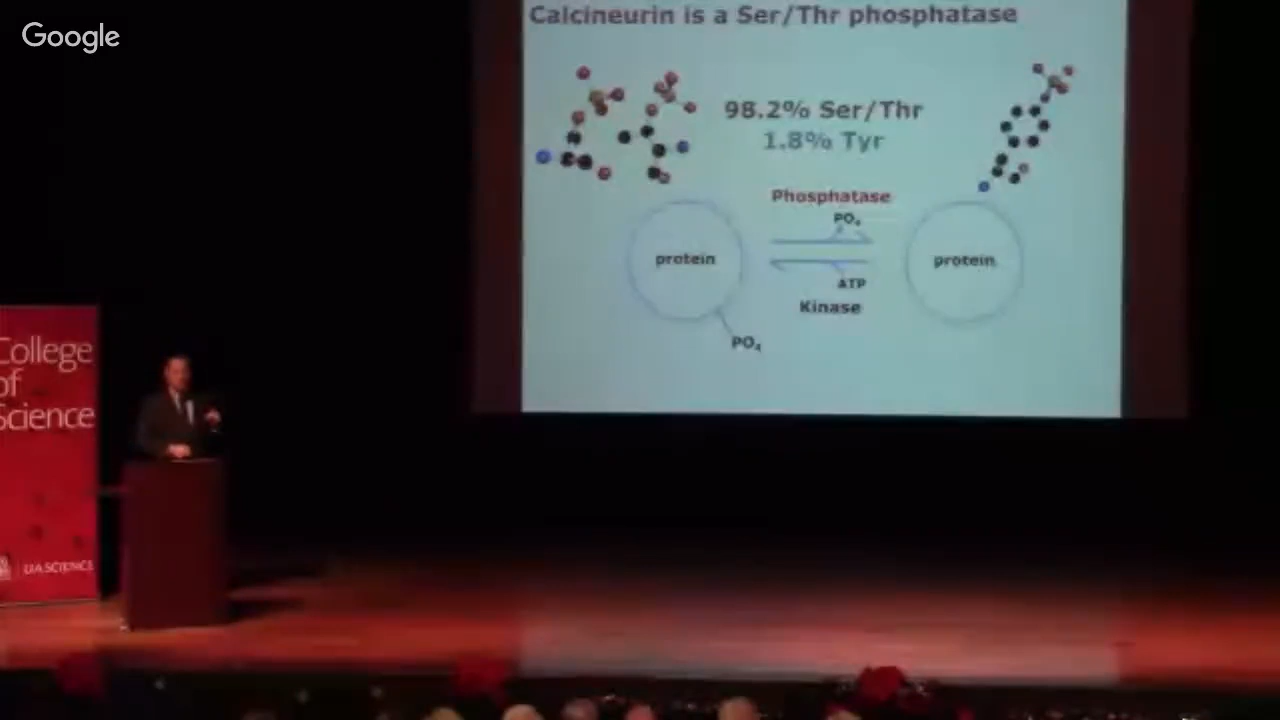 Google
Calcineurin is a Ser/Thr phosphatase
98.2% Ser/Thr
1.8% Tyr
Phosphatase
PO₄
protein
protein
ATP
Kinase
PO₄
College
of
Science
UA SCIENCE